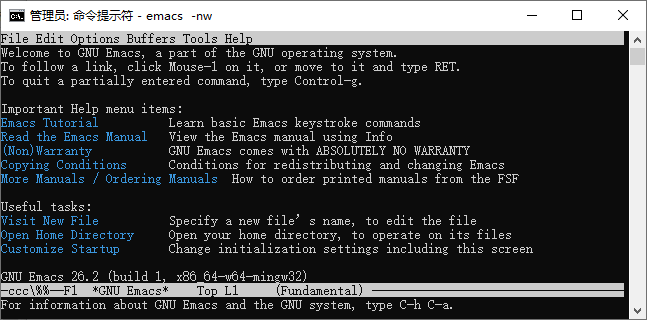 管理员: 命令提示符 - emacs -nw
File Edit Options Buffers Tools Help
Welcome to GNU Emacs, a part of the GNU operating system.
To follow a link, click Mouse-1 on it, or move to it and type RET.
To quit a partially entered command, type Control-g.
Important Help menu items:
Emacs Tutorial Learn basic Emacs keystroke commands
Read the Emacs Manual View the Emacs manual using Info
(Non)Warranty GNU Emacs comes with ABSOLUTELY NO WARRANTY
Copying Conditions Conditions for redistributing and changing Emacs
More Manuals / Ordering Manuals How to order printed manuals from the FSF
Useful tasks:
Visit New File Specify a new file's name, to edit the file
Open Home Directory Open your home directory, to operate on its files
Customize Startup Change initialization settings including this screen
GNU Emacs 26.2 (build 1, x86_64-w64-mingw32)
-ccc\%%--F1 *GNU Emacs* Top L1 (Fundamental)
For information about GNU Emacs and the GNU system, type C-h C-a.